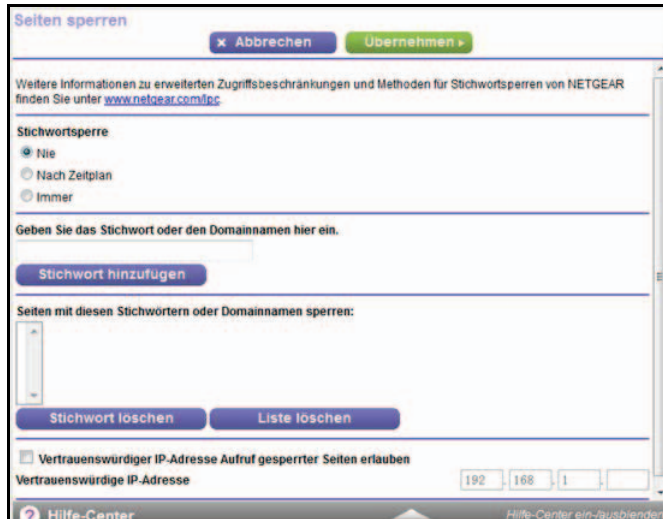 Seiten sperren
× Abbrechen
Übernehmen ▸
Weitere Informationen zu erweiterten Zugriffsbeschränkungen und Methoden für Stichwortsperren von NETGEAR
finden Sie unter www.netgear.com/lpc.
Stichwortsperre
Nie
Nach Zeitplan
Immer
Geben Sie das Stichwort oder den Domainnamen hier ein.
Stichwort hinzufügen
Seiten mit diesen Stichwörtern oder Domainnamen sperren:
Stichwort löschen
Liste löschen
Vertrauenswürdiger IP-Adresse Aufruf gesperrter Seiten erlauben
Vertrauenswürdige IP-Adresse
192 . 168 . 1 .
? Hilfe-Center
Hilfe-Center ein-/ausblenden